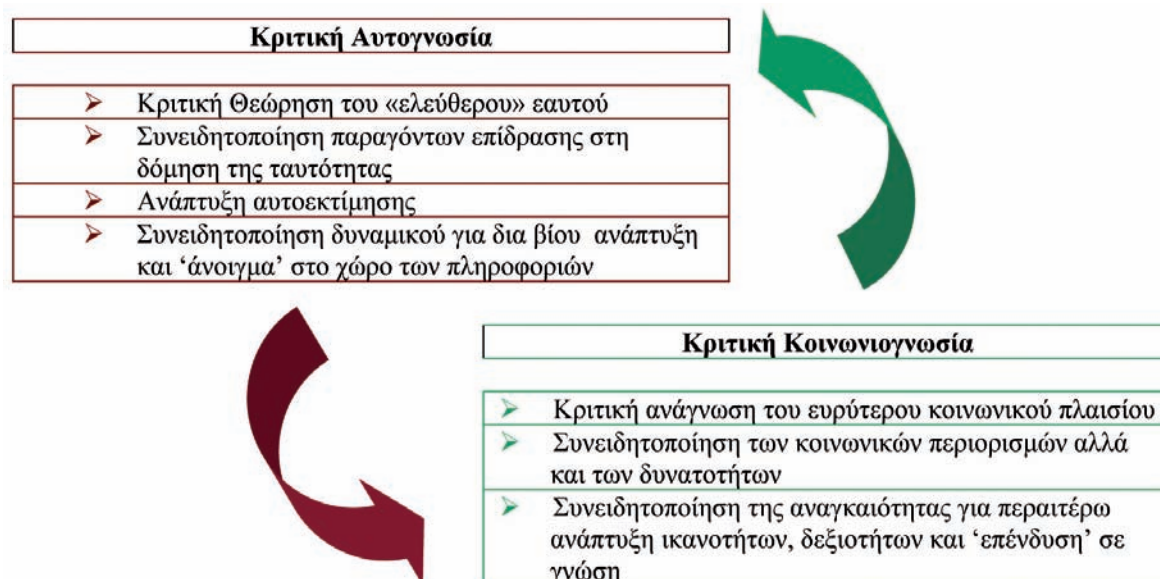 Κριτική Αυτογνωσία
➢ Κριτική Θεώρηση του «ελεύθερου» εαυτού
➢ Συνειδητοποίηση παραγόντων επίδρασης στη
δόμηση της ταυτότητας
➢ Ανάπτυξη αυτοεκτίμησης
➢ Συνειδητοποίηση δυναμικού για δια βίου ανάπτυξη
και ‘άνοιγμα’ στο χώρο των πληροφοριών
Κριτική Κοινωνιογνωσία
➢ Κριτική ανάγνωση του ευρύτερου κοινωνικού πλαισίου
➢ Συνειδητοποίηση των κοινωνικών περιορισμών αλλά
και των δυνατοτήτων
➢ Συνειδητοποίηση της αναγκαιότητας για περαιτέρω
ανάπτυξη ικανοτήτων, δεξιοτήτων και ‘επένδυση’ σε
γνώση